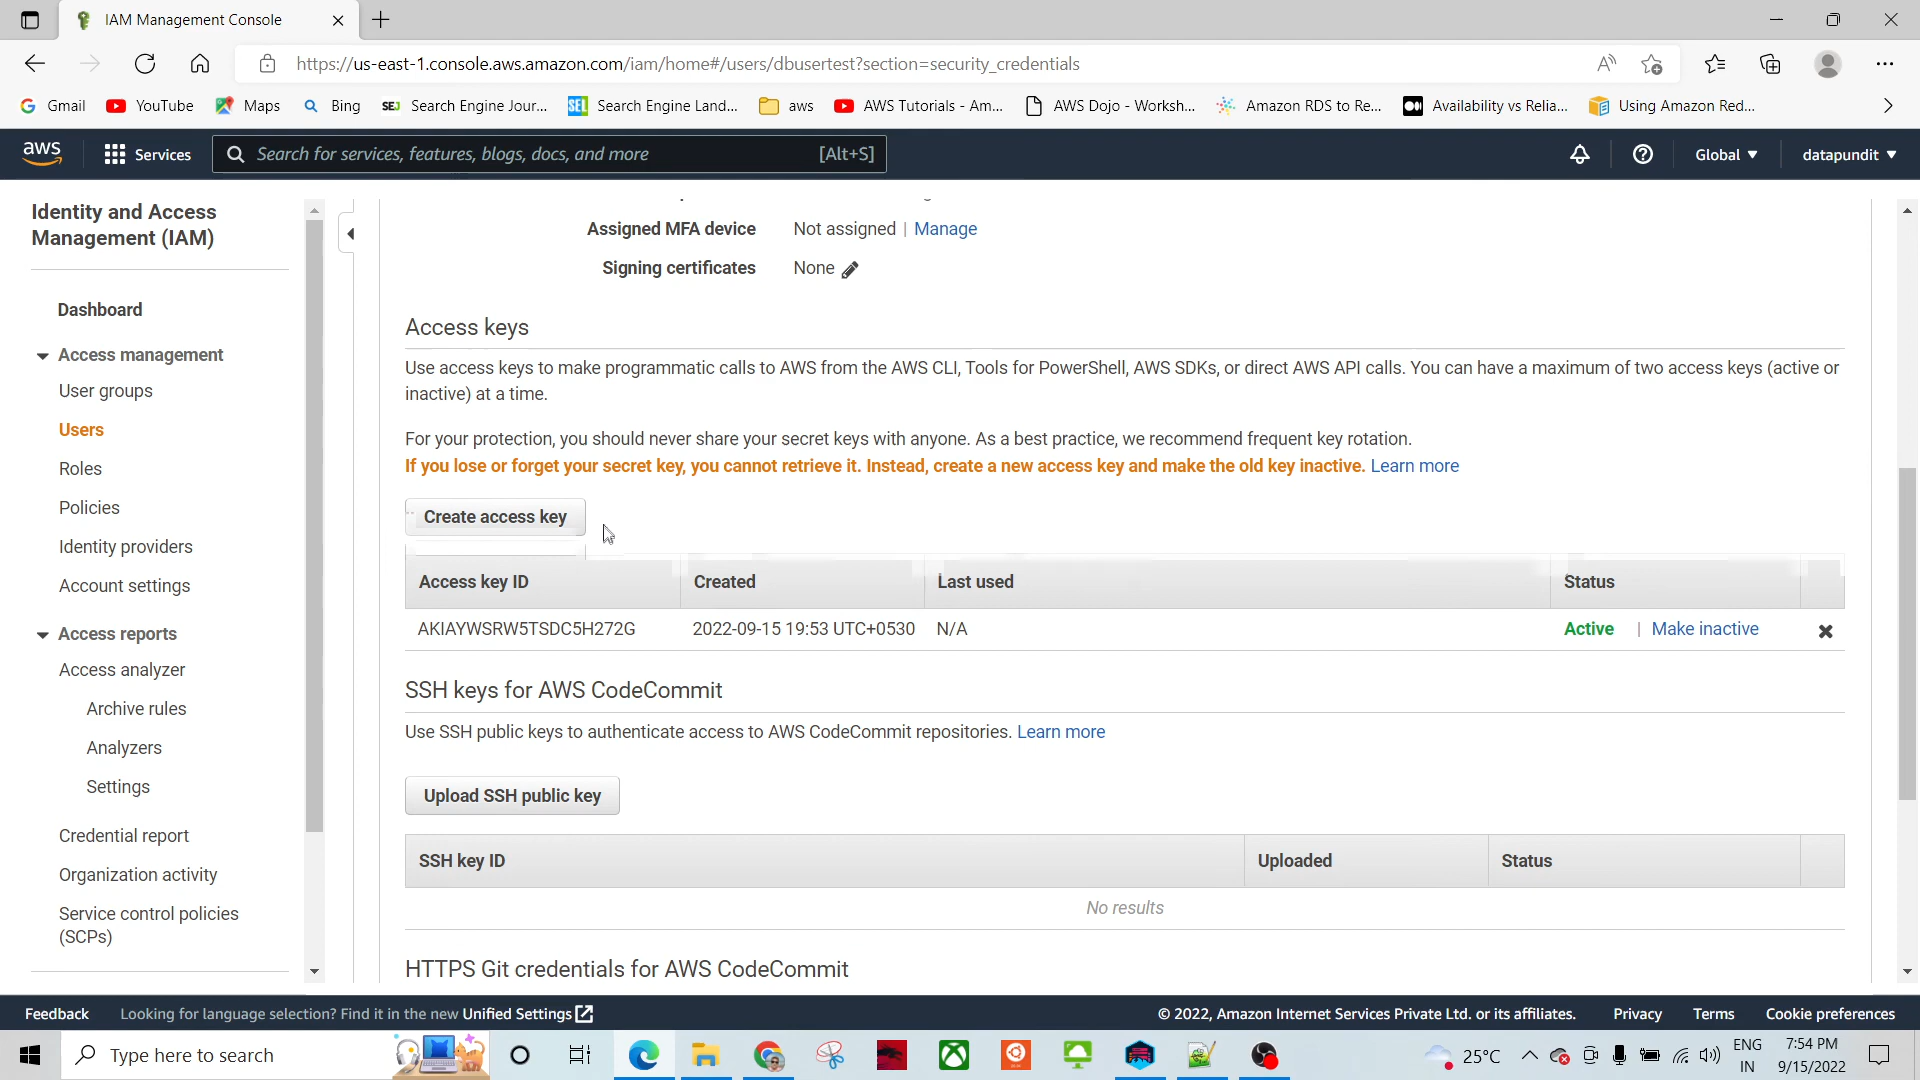 IAM Management Console
https://us-east-1.console.aws.amazon.com/iam/home#/users/dbusertest?section=security_credentials
Gmail YouTube Maps Bing SEJ Search Engine Jour... SEL Search Engine Land... aws AWS Tutorials - Am... AWS Dojo - Worksh... Amazon RDS to Re... Availability vs Relia... Using Amazon Red...
aws Services Search for services, features, blogs, docs, and more [Alt+S] Global datapundit
Identity and Access
Management (IAM)
Dashboard
Access management
User groups
Users
Roles
Policies
Identity providers
Account settings
Access reports
Access analyzer
Archive rules
Analyzers
Settings
Credential report
Organization activity
Service control policies
(SCPs)
Assigned MFA device Not assigned | Manage
Signing certificates None
Access keys
Use access keys to make programmatic calls to AWS from the AWS CLI, Tools for PowerShell, AWS SDKs, or direct AWS API calls. You can have a maximum of two access keys (active or
inactive) at a time.
For your protection, you should never share your secret keys with anyone. As a best practice, we recommend frequent key rotation.
If you lose or forget your secret key, you cannot retrieve it. Instead, create a new access key and make the old key inactive. Learn more
Create access key
Access key ID Created Last used Status
AKIAYWSRW5TSDC5H272G 2022-09-15 19:53 UTC+0530 N/A Active | Make inactive
SSH keys for AWS CodeCommit
Use SSH public keys to authenticate access to AWS CodeCommit repositories. Learn more
Upload SSH public key
SSH key ID Uploaded Status
No results
HTTPS Git credentials for AWS CodeCommit
Feedback Looking for language selection? Find it in the new Unified Settings © 2022, Amazon Internet Services Private Ltd. or its affiliates. Privacy Terms Cookie preferences
Type here to search 25°C ENG 7:54 PM
IN 9/15/2022